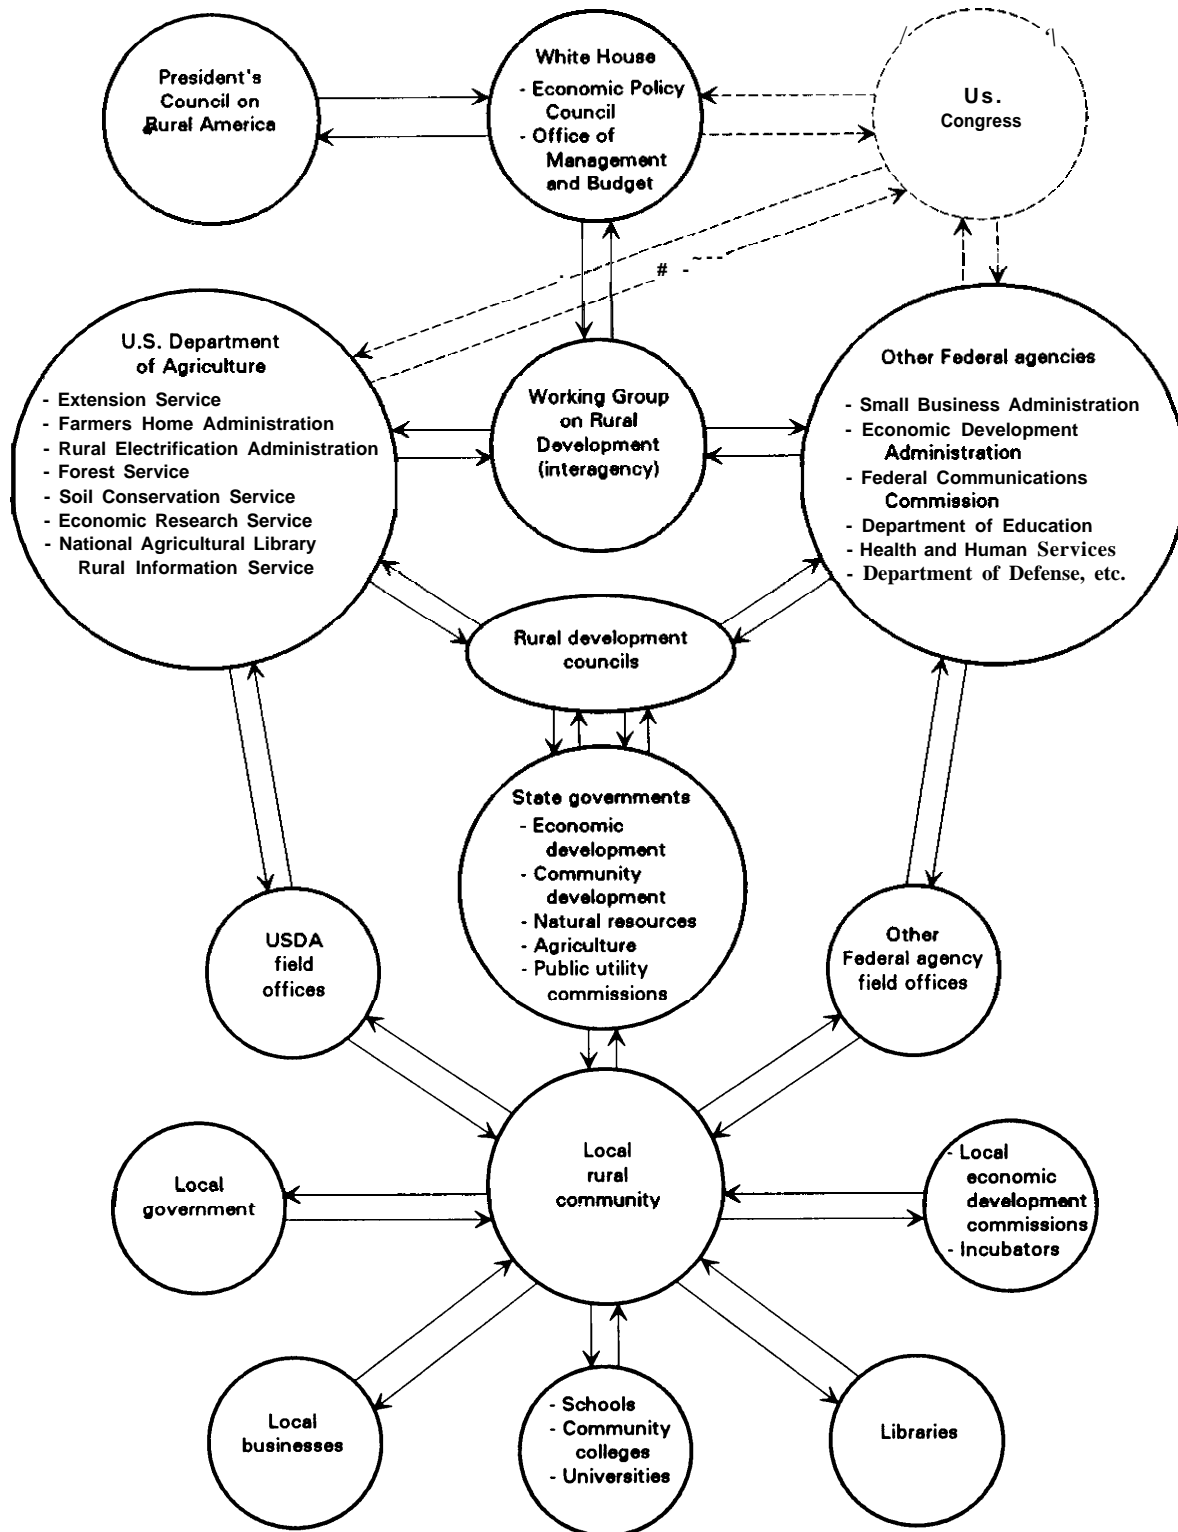 President's
Council on
Rural America
White House
- Economic Policy
Council
- Office of
Management
and Budget
Us.
Congress
# - ~---
U.S. Department
of Agriculture
- Extension Service
- Farmers Home Administration
- Rural Electrification Administration
- Forest Service
- Soil Conservation Service
- Economic Research Service
- National Agricultural Library
Rural Information Service
Working Group
on Rural
Development
(interagency)
Other Federal agencies
- Small Business Administration
- Economic Development
Administration
- Federal Communications
Commission
- Department of Education
- Health and Human Services
- Department of Defense, etc.
Rural development
councils
State governments
- Economic
development
- Community
development
- Natural resources
- Agriculture
- Public utility
commissions
USDA
field
offices
Other
Federal agency
field offices
Local
rural
community
Local
government
- Local
economic
development
commissions
- Incubators
Local
businesses
- Schools
- Community
colleges
- Universities
Libraries